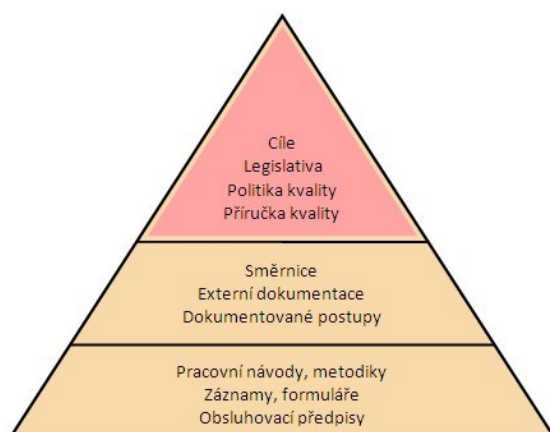 Cíle
Legislativa
Politika kvality
Příručka kvality
Směrnice
Externí dokumentace
Dokumentované postupy
Pracovní návody, metodiky
Záznamy, formuláře
Obsluhovací předpisy